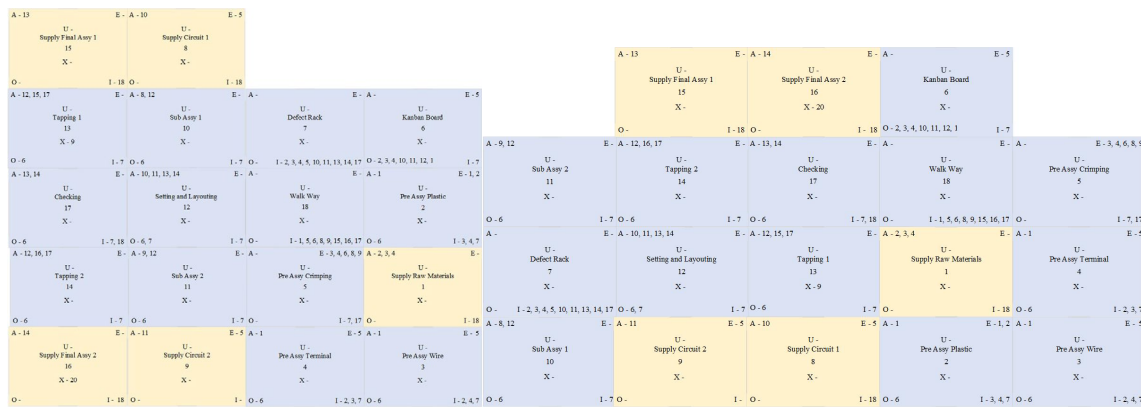 A - 13 E - A - 10 E - 5
U - U -
Supply Final Assy 1 Supply Circuit 1
15 8
X - X -
O - I - 18 O - I - 18
A - 12, 15, 17 E - A - 8, 12 E - A - E - A - E - 5
U - U - U - U -
Tapping 1 Sub Assy 1 Defect Rack Kanban Board
13 10 7 6
X - 9 X - X - X -
O - 6 I - 7 O - 6 I - 7 O - I - 2, 3, 4, 5, 10, 11, 13, 14, 17 O - 2, 3, 4, 10, 11, 12, 1 I - 7
A - 13, 14 E - A - 10, 11, 13, 14 E - A - E - A - 1 E - 1, 2
U - U - U - U -
Checking Setting and Layouting Walk Way Pre Assy Plastic
17 12 18 2
X - X - X - X -
O - 6 I - 7, 18 O - 6, 7 I - 7 O - I - 1, 5, 6, 8, 9, 15, 16, 17 O - 6 I - 3, 4, 7
A - 12, 16, 17 E - A - 9, 12 E - A - E - 3, 4, 6, 8, 9 A - 2, 3, 4 E -
U - U - U - U -
Tapping 2 Sub Assy 2 Pre Assy Crimping Supply Raw Materials
14 11 5 1
X - X - X - X -
O - 6 I - 7 O - 6 I - 7 O - I - 7, 17 O - I - 18
A - 14 E - A - 11 E - 5 A - 1 E - 5 A - 1 E - 5
U - U - U - U -
Supply Final Assy 2 Supply Circuit 2 Pre Assy Terminal Pre Assy Wire
16 9 4 3
X - 20 X - X - X -
O - I - 18 O - I - O - 6 I - 2, 3, 7 O - 6 I - 2, 4, 7
A - 13 E - A - 14 E - A - E - 5
U - U - U -
Supply Final Assy 1 Supply Final Assy 2 Kanban Board
15 16 6
X - X - 20 X -
O - I - 18 O - I - 18 O - 2, 3, 4, 10, 11, 12, 1 I - 7
A - 9, 12 E - A - 12, 16, 17 E - A - 13, 14 E - A - E - A - E - 3, 4, 6, 8, 9
U - U - U - U - U -
Sub Assy 2 Tapping 2 Checking Walk Way Pre Assy Crimping
11 14 17 18 5
X - X - X - X - X -
O - 6 I - 7 O - 6 I - 7 O - 6 I - 7, 18 O - I - 1, 5, 6, 8, 9, 15, 16, 17 O - I - 7, 17
A - E - A - 10, 11, 13, 14 E - A - 12, 15, 17 E - A - 2, 3, 4 E - A - 1 E - 5
U - U - U - U - U -
Defect Rack Setting and Layouting Tapping 1 Supply Raw Materials Pre Assy Terminal
7 12 13 1 4
X - X - X - 9 X - X -
O - I - 2, 3, 4, 5, 10, 11, 13, 14, 17 O - 6, 7 I - 7 O - 6 I - 7 O - I - 18 O - 6 I - 2, 3, 7
A - 8, 12 E - A - 11 E - 5 A - 10 E - 5 A - 1 E - 1, 2 A - 1 E - 5
U - U - U - U - U -
Sub Assy 1 Supply Circuit 2 Supply Circuit 1 Pre Assy Plastic Pre Assy Wire
10 9 8 2 3
X - X - X - X - X -
O - 6 I - 7 O - I - O - I - 18 O - 6 I - 3, 4, 7 O - 6 I - 2, 4, 7